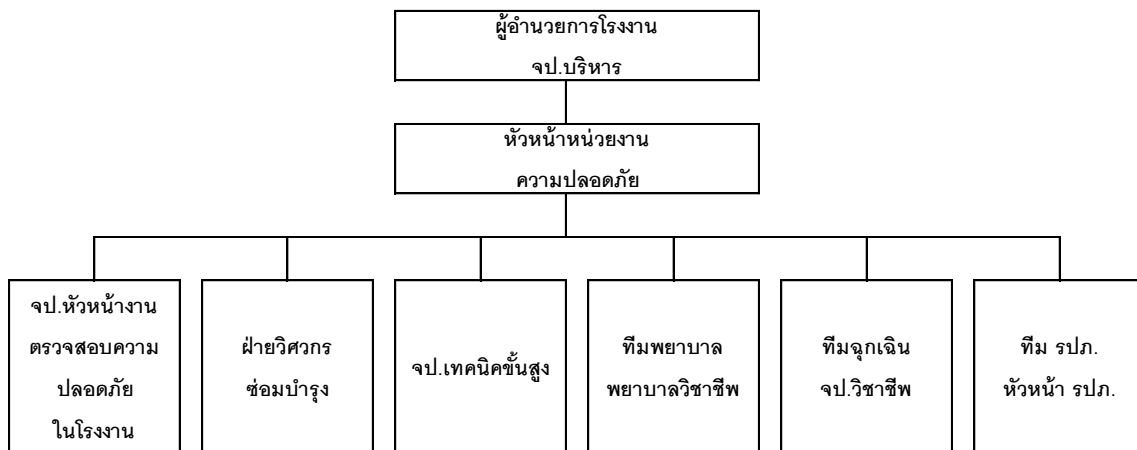 ผู้อำนวยการโรงงาน
จป.บริหาร
หัวหน้าหน่วยงาน
ความปลอดภัย
จป.หัวหน้างาน
ตรวจสอบความ
ปลอดภัย
ในโรงงาน
ฝ่ายวิศวกร
ซ่อมบำรุง
จป.เทคนิคขั้นสูง
ทีมพยาบาล
พยาบาลวิชาชีพ
ทีมฉุกเฉิน
จป.วิชาชีพ
ทีม รปภ.
หัวหน้า รปภ.